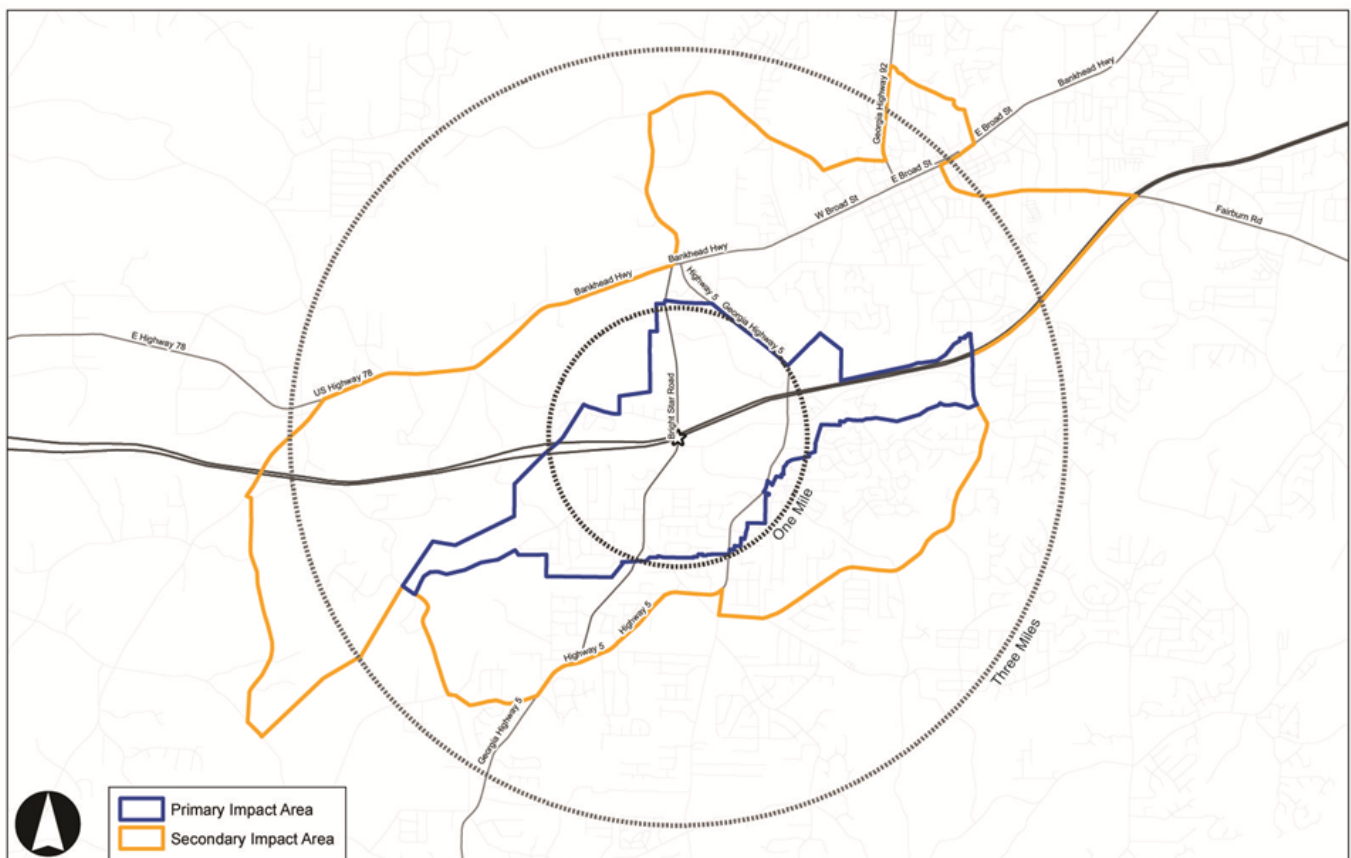 Georgia Highway 92
Bankhead Hwy
E Broad St
E Broad St
W Broad St
Fairburn Rd
Bankhead Hwy
Bankhead Hwy
Highway 5
Georgia Highway 5
E Highway 78
US Highway 78
Bright Star Road
One Mile
Three Miles
Highway 5
Highway 5
Georgia Highway 5
Primary Impact Area
Secondary Impact Area